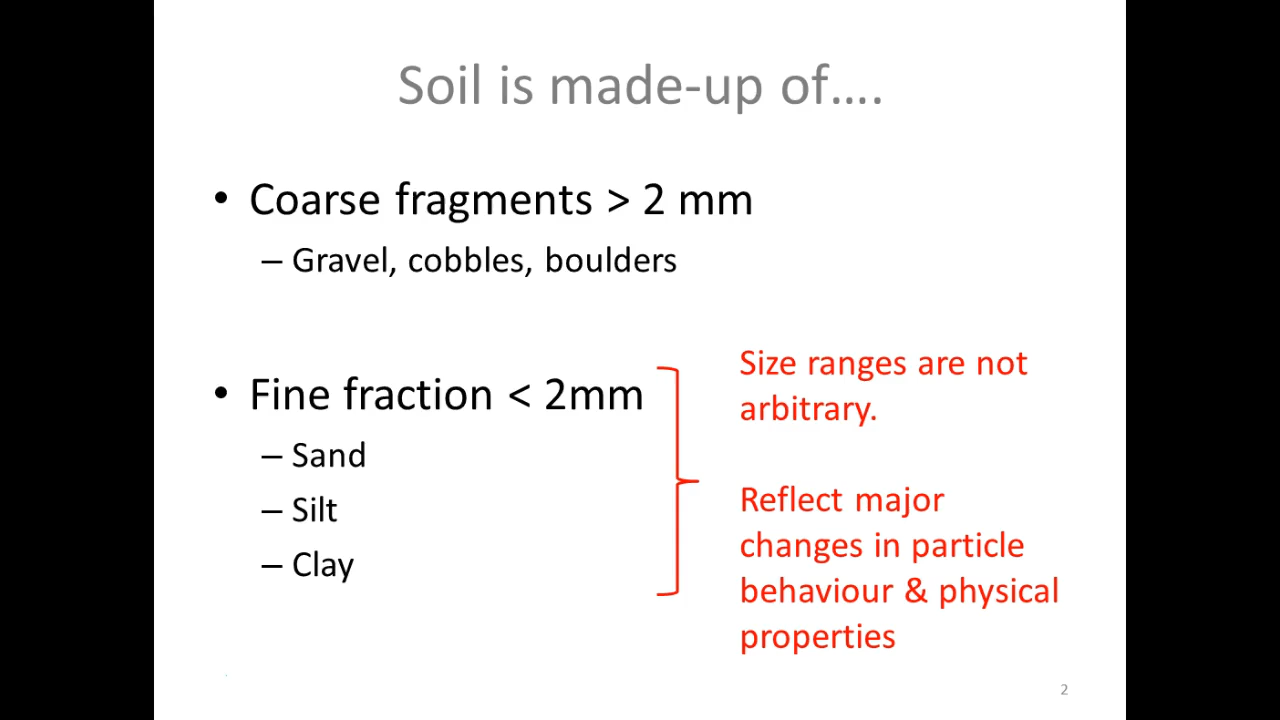 Soil is made-up of….
• Coarse fragments > 2 mm
– Gravel, cobbles, boulders
• Fine fraction < 2mm
– Sand
– Silt
– Clay
Size ranges are not
arbitrary.
Reflect major
changes in particle
behaviour & physical
properties
2